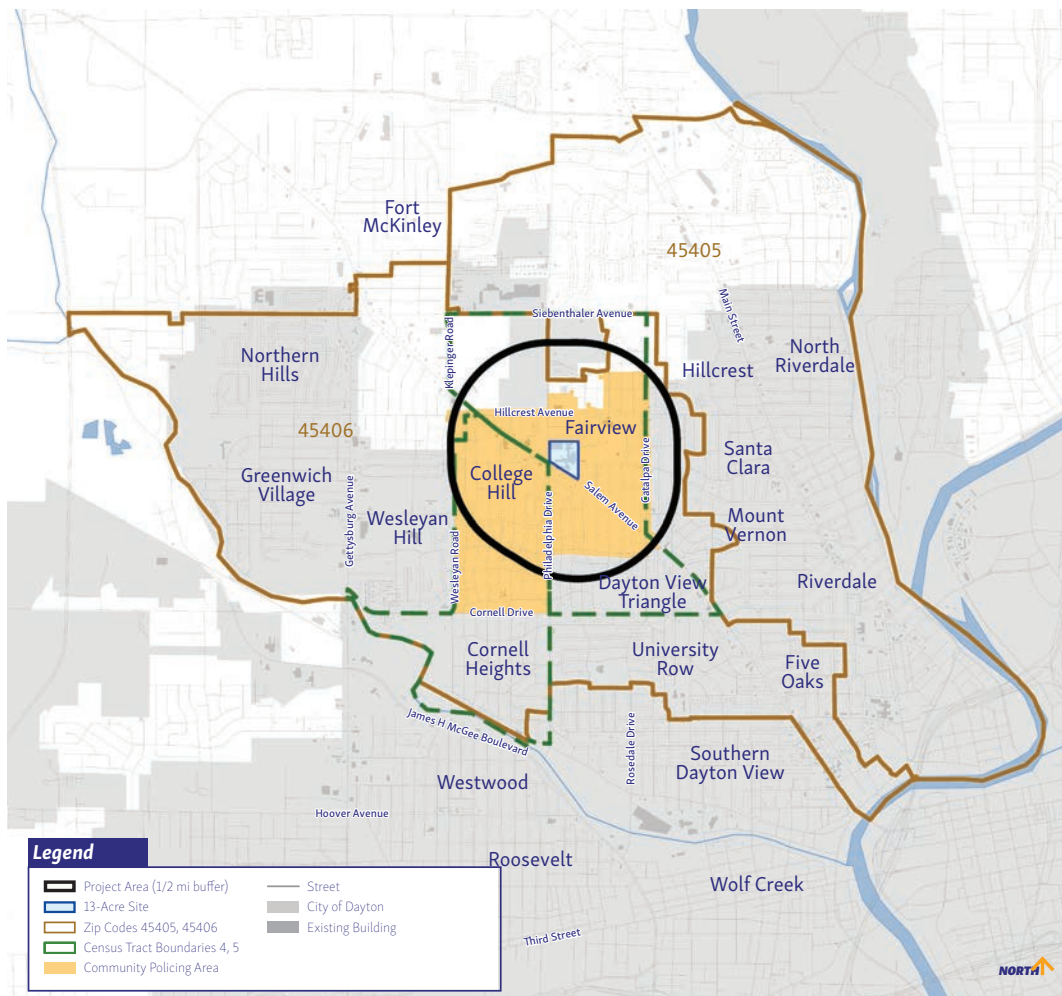 Fort
McKinley
45405
Main Street
Siebenthaler Avenue
Klepinger Road
North
Riverdale
Northern
Hills
Hillcrest
Hillcrest Avenue
Fairview
45406
Catalpa Drive
Santa
Clara
College
Hill
Greenwich
Village
Salem Avenue
Philadelphia Drive
Gettysburg Avenue
Wesleyan
Hill
Mount
Vernon
Wesleyan Road
Dayton View
Triangle
Riverdale
Cornell Drive
Cornell
Heights
University
Row
Five
Oaks
James H McGee Boulevard
Rosedale Drive
Southern
Dayton View
Westwood
Hoover Avenue
Roosevelt
Wolf Creek
Third Street
Legend
Project Area (1/2 mi buffer)
13-Acre Site
Zip Codes 45405, 45406
Census Tract Boundaries 4, 5
Community Policing Area
Street
City of Dayton
Existing Building
NORTH